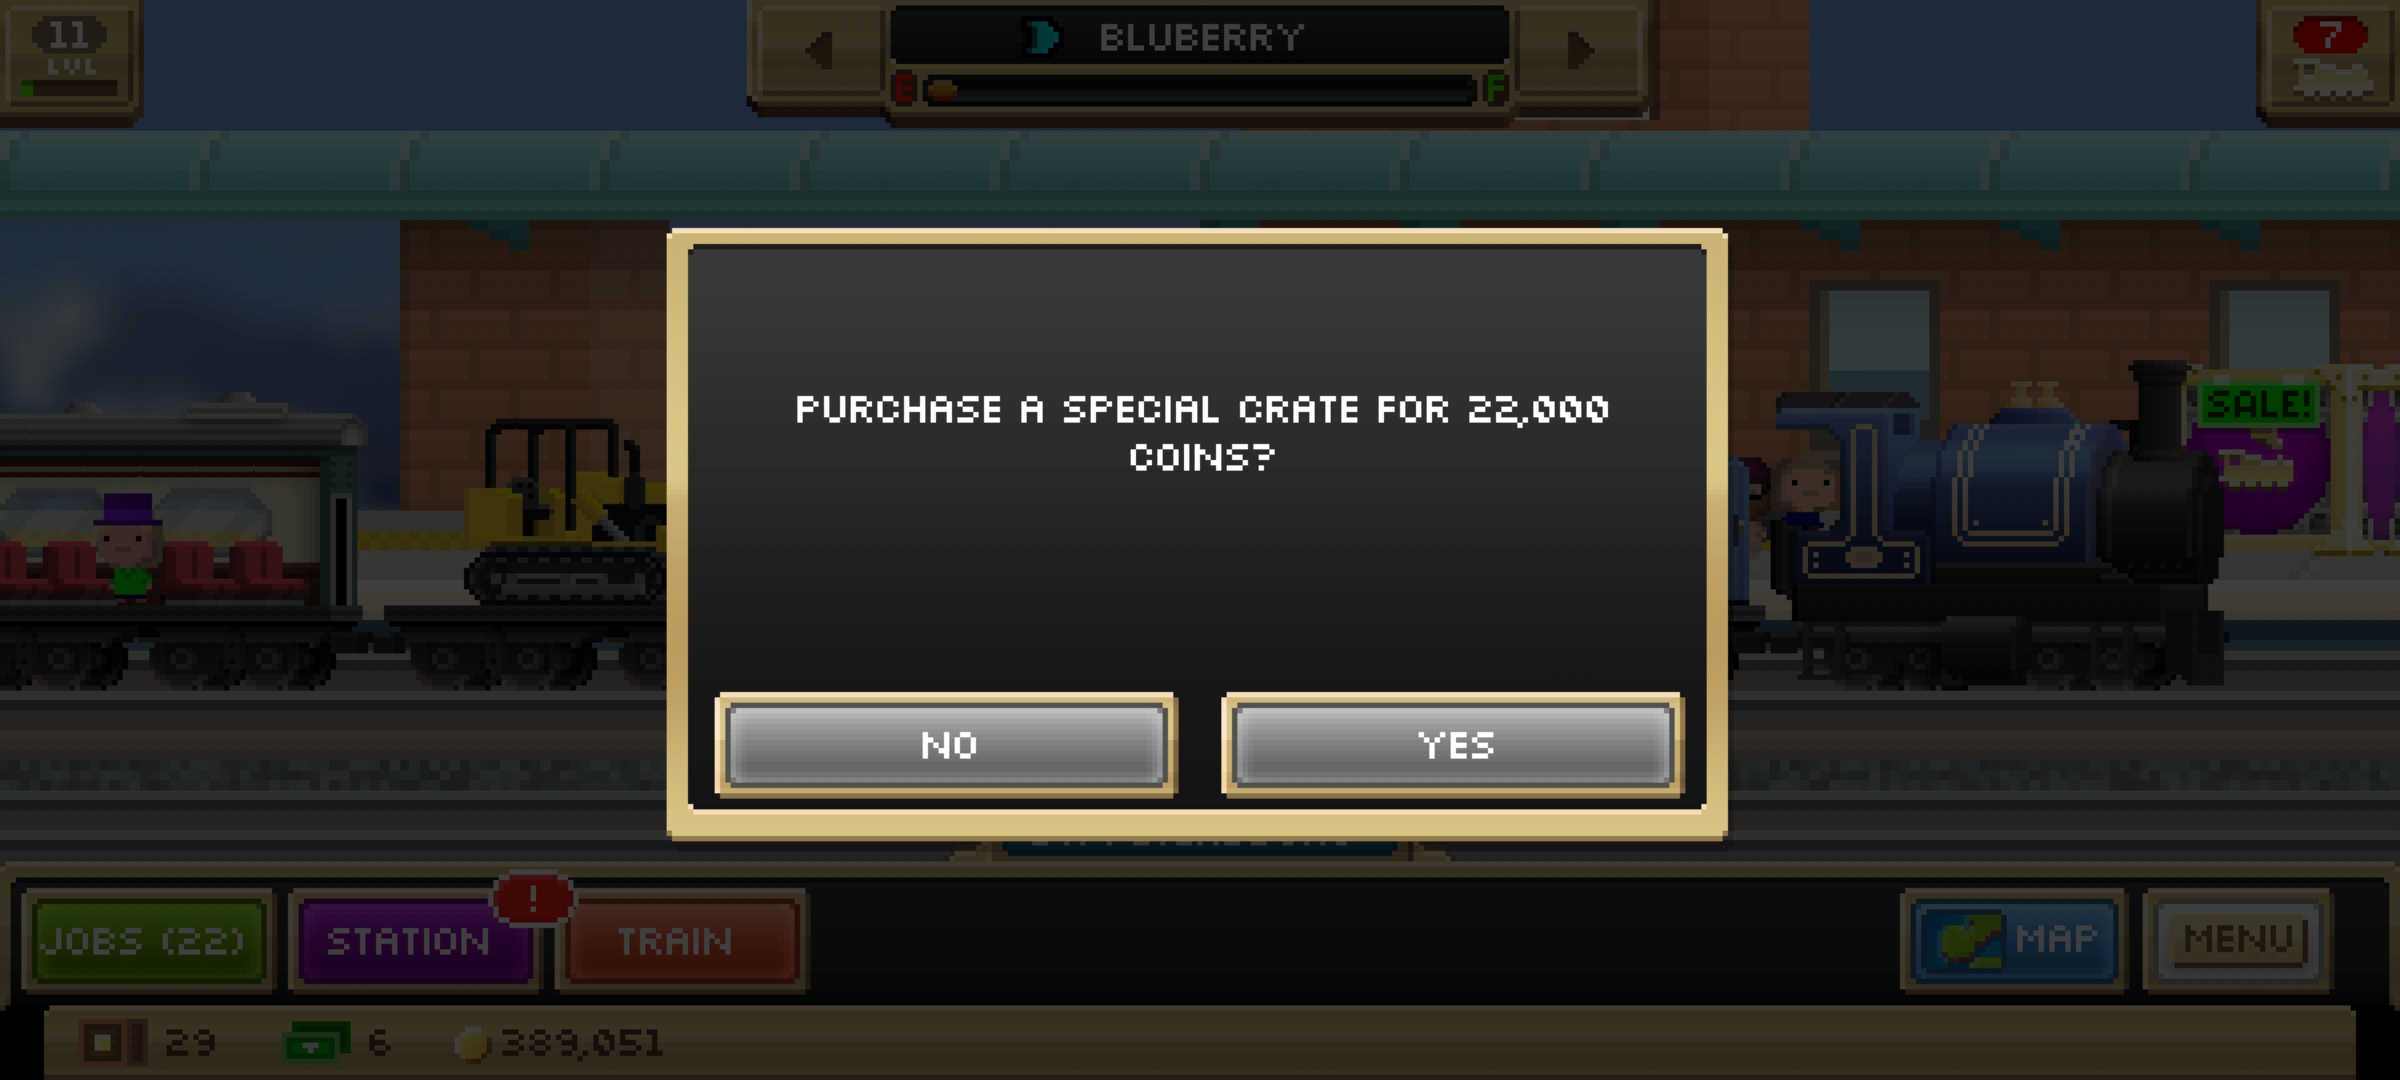 11
LVL
BLUBERRY
E
F
7
SALE!
PURCHASE A SPECIAL CRATE FOR 22,000
COINS?
NO
YES
JOBS (22)
STATION
!
TRAIN
MAP
MENU
29
6
389,051